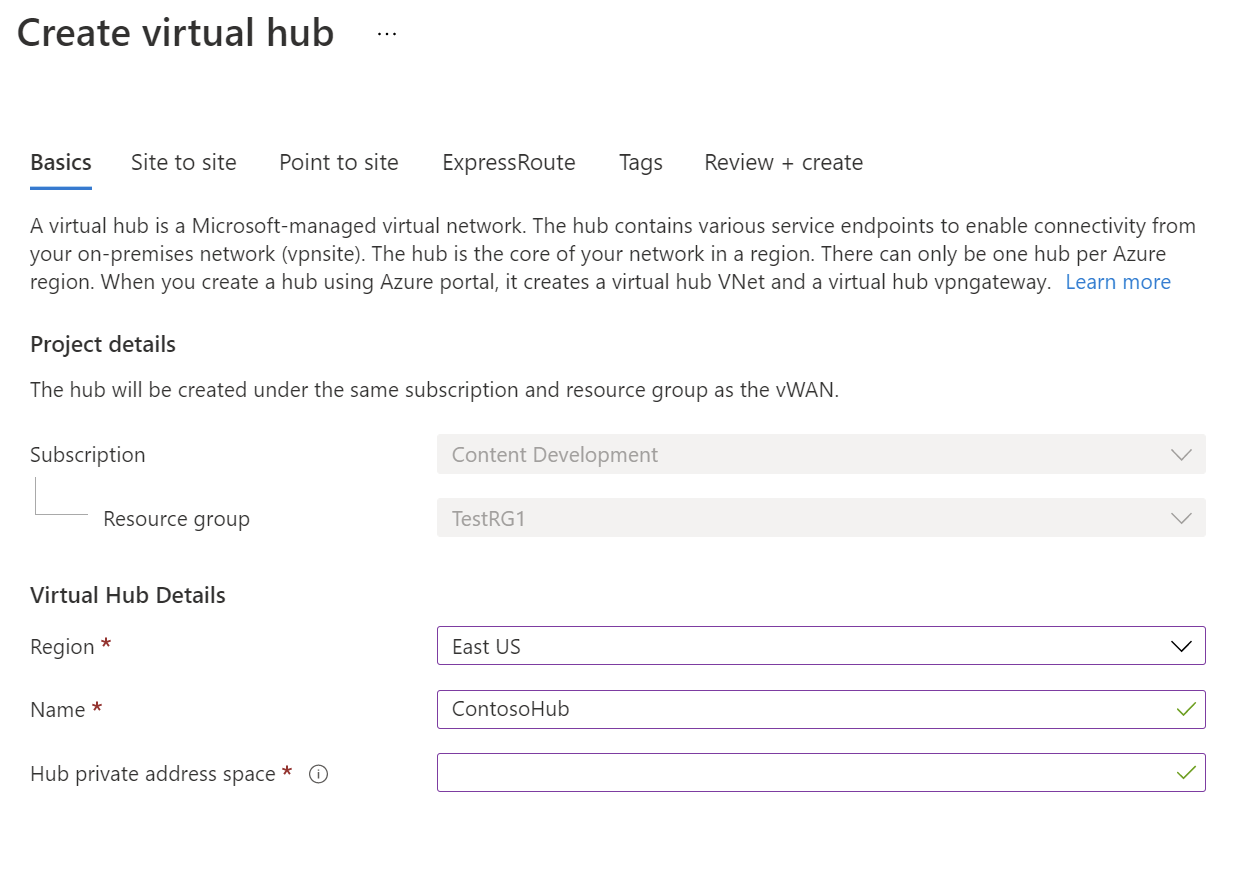 Create virtual hub ...
Basics Site to site Point to site ExpressRoute Tags Review + create
A virtual hub is a Microsoft-managed virtual network. The hub contains various service endpoints to enable connectivity from
your on-premises network (vpnsite). The hub is the core of your network in a region. There can only be one hub per Azure
region. When you create a hub using Azure portal, it creates a virtual hub VNet and a virtual hub vpngateway. Learn more
Project details
The hub will be created under the same subscription and resource group as the vWAN.
Subscription Content Development
Resource group TestRG1
Virtual Hub Details
Region * East US
Name * ContosoHub
Hub private address space *